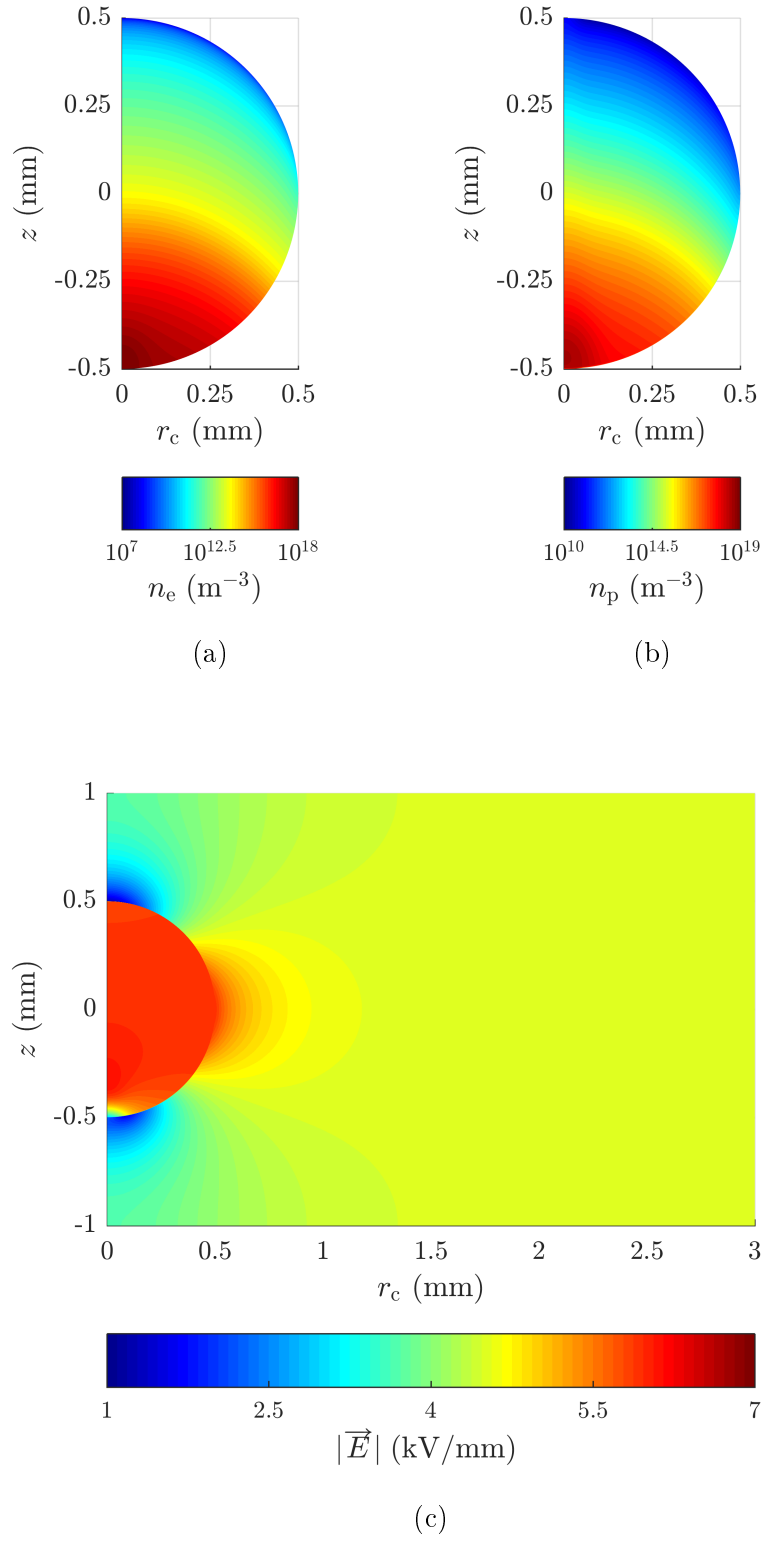 0.5 0.5
0.25 0.25
z (mm) 0 z (mm) 0
-0.25 -0.25
-0.5 -0.5
0 0.25 0.5 0 0.25 0.5
r_c (mm) r_c (mm)
10^7 10^12.5 10^18 10^10 10^14.5 10^19
n_e (m^−3) n_p (m^−3)
(a) (b)
1
0.5
z (mm) 0
-0.5
-1
0 0.5 1 1.5 2 2.5 3
r_c (mm)
1 2.5 4 5.5 7
|E⃗| (kV/mm)
(c)